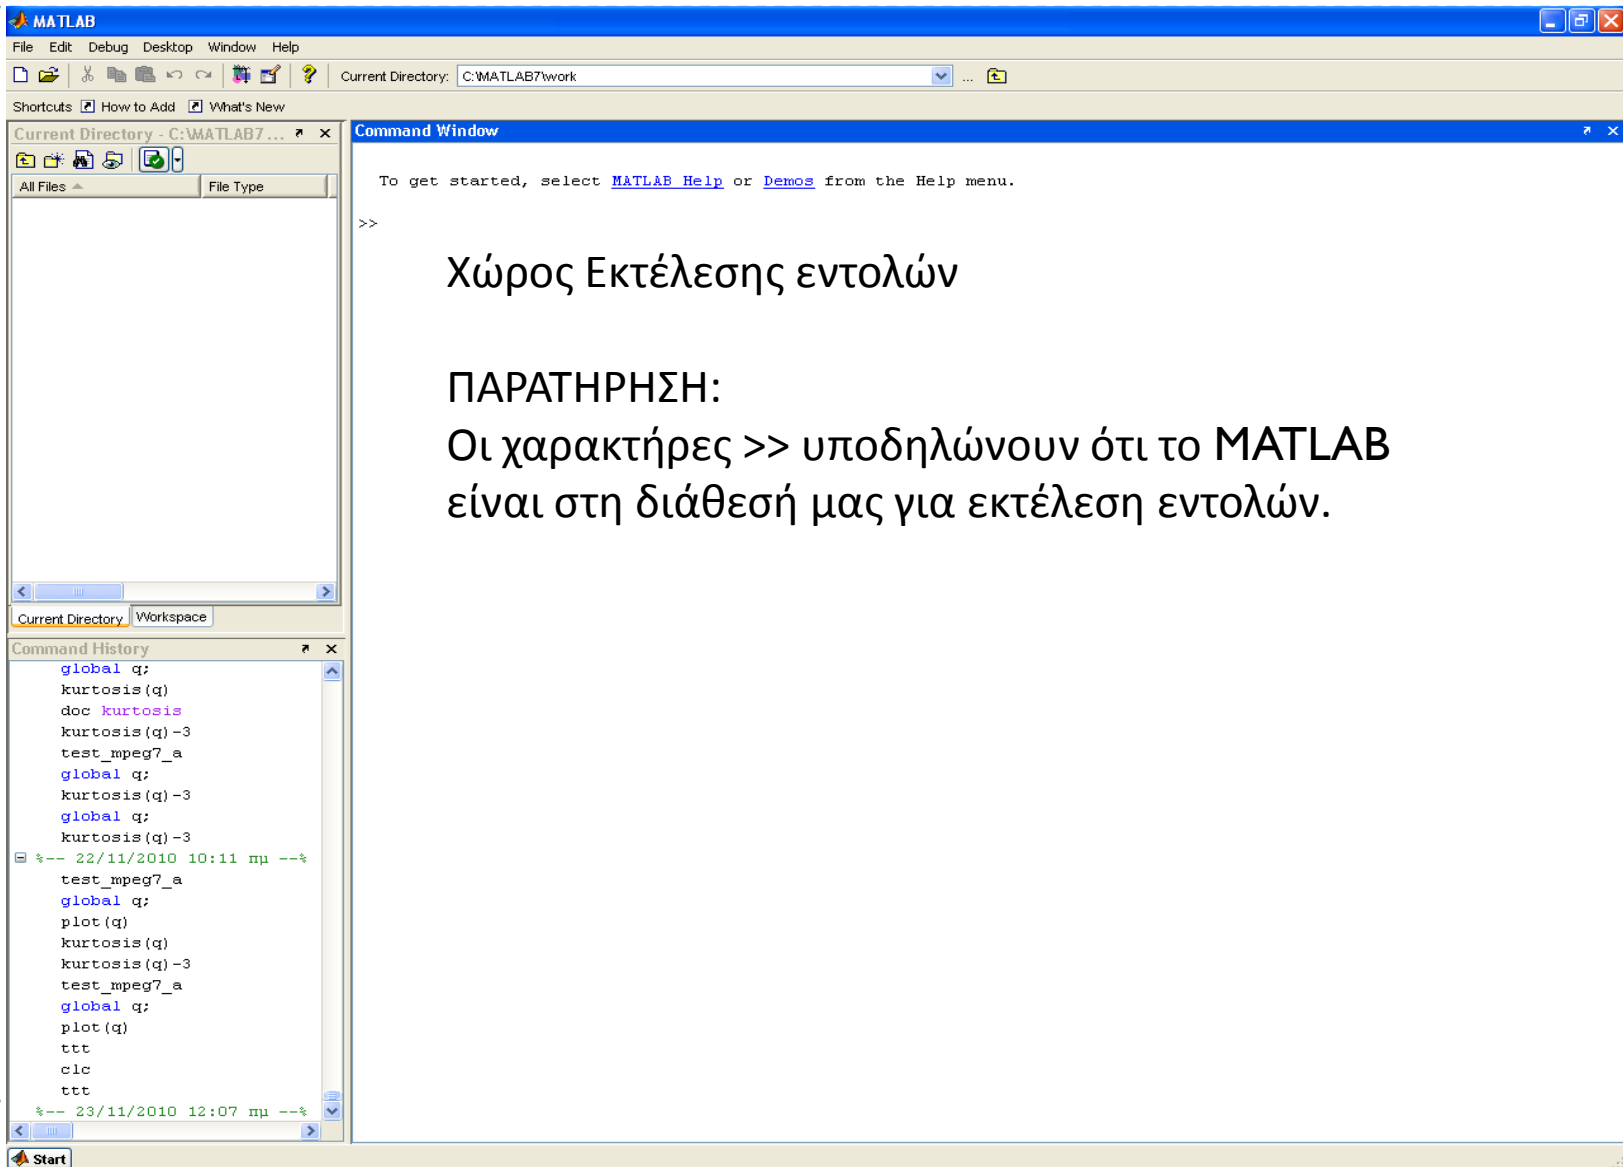 MATLAB
File Edit Debug Desktop Window Help
Current Directory: C:\MATLAB7\work ...
Shortcuts How to Add What's New
Current Directory - C:\MATLAB7 ...
All Files File Type
Current Directory Workspace
Command History
global q;
kurtosis(q)
doc kurtosis
kurtosis(q)-3
test_mpeg7_a
global q;
kurtosis(q)-3
global q;
kurtosis(q)-3
%-- 22/11/2010 10:11 πμ --%
test_mpeg7_a
global q;
plot(q)
kurtosis(q)
kurtosis(q)-3
test_mpeg7_a
global q;
plot(q)
ttt
clc
ttt
%-- 23/11/2010 12:07 πμ --%
Command Window
To get started, select MATLAB Help or Demos from the Help menu.
>>
Χώρος Εκτέλεσης εντολών
ΠΑΡΑΤΗΡΗΣΗ:
Οι χαρακτήρες >> υποδηλώνουν ότι το MATLAB
είναι στη διάθεσή μας για εκτέλεση εντολών.
Start